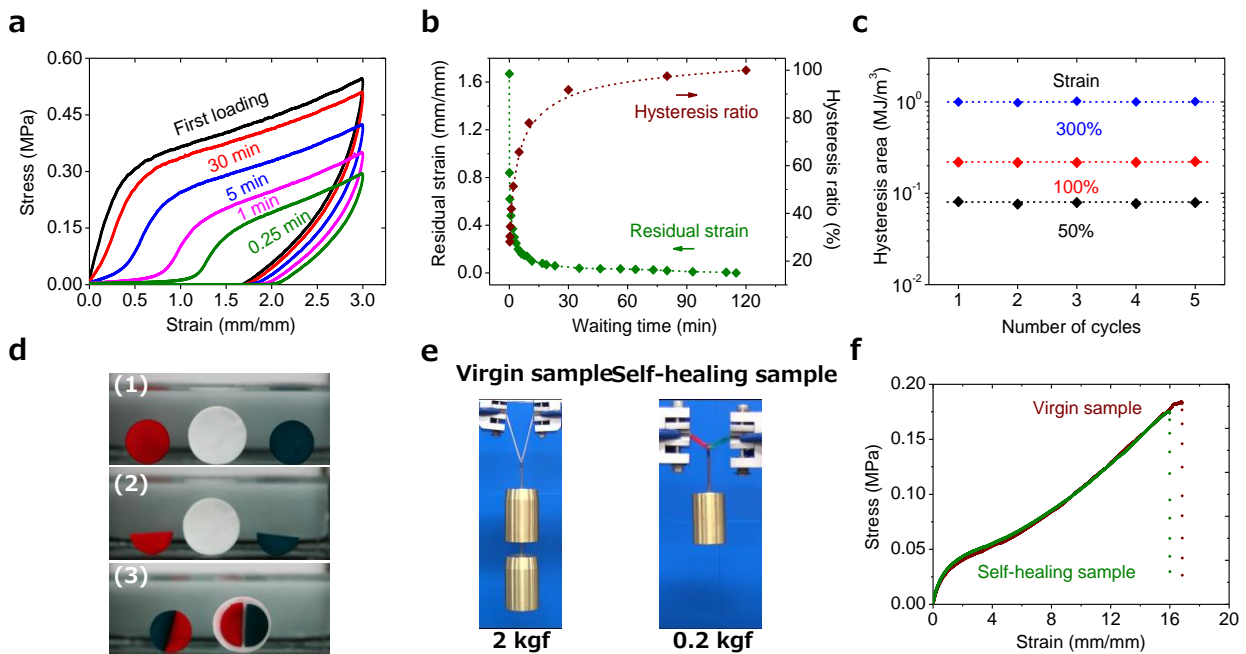 a
0.60
0.45
0.30
0.15
0.00
Stress (MPa)
First loading
30 min
5 min
1 min
0.25 min
0.0 0.5 1.0 1.5 2.0 2.5 3.0
Strain (mm/mm)
b
1.6
1.2
0.8
0.4
0.0
Residual strain (mm/mm)
Hysteresis ratio
Residual strain
100
80
60
40
20
Hysteresis ratio (%)
0 30 60 90 120
Waiting time (min)
c
10^0
10^-1
10^-2
Hysteresis area (MJ/m^3)
Strain
300%
100%
50%
1 2 3 4 5
Number of cycles
d
(1)
(2)
(3)
e
Virgin sample Self-healing sample
2 kgf 0.2 kgf
f
0.20
0.15
0.10
0.05
0.00
Stress (MPa)
Virgin sample
Self-healing sample
0 4 8 12 16 20
Strain (mm/mm)